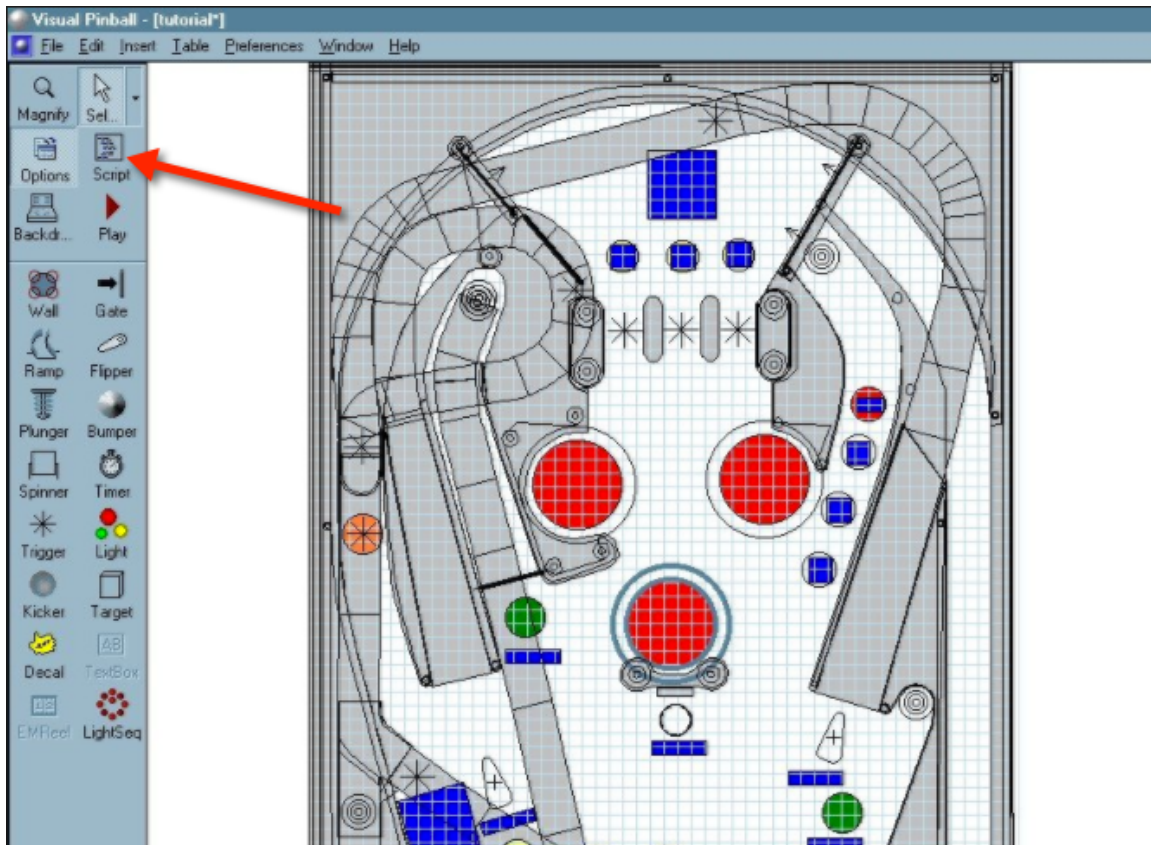 Visual Pinball - [tutorial*]
File Edit Insert Table Preferences Window Help
Magnify Sel...
Options Script
Backdr... Play
Wall Gate
Ramp Flipper
Plunger Bumper
Spinner Timer
Trigger Light
Kicker Target
Decal TextBox
EMReel LightSeq